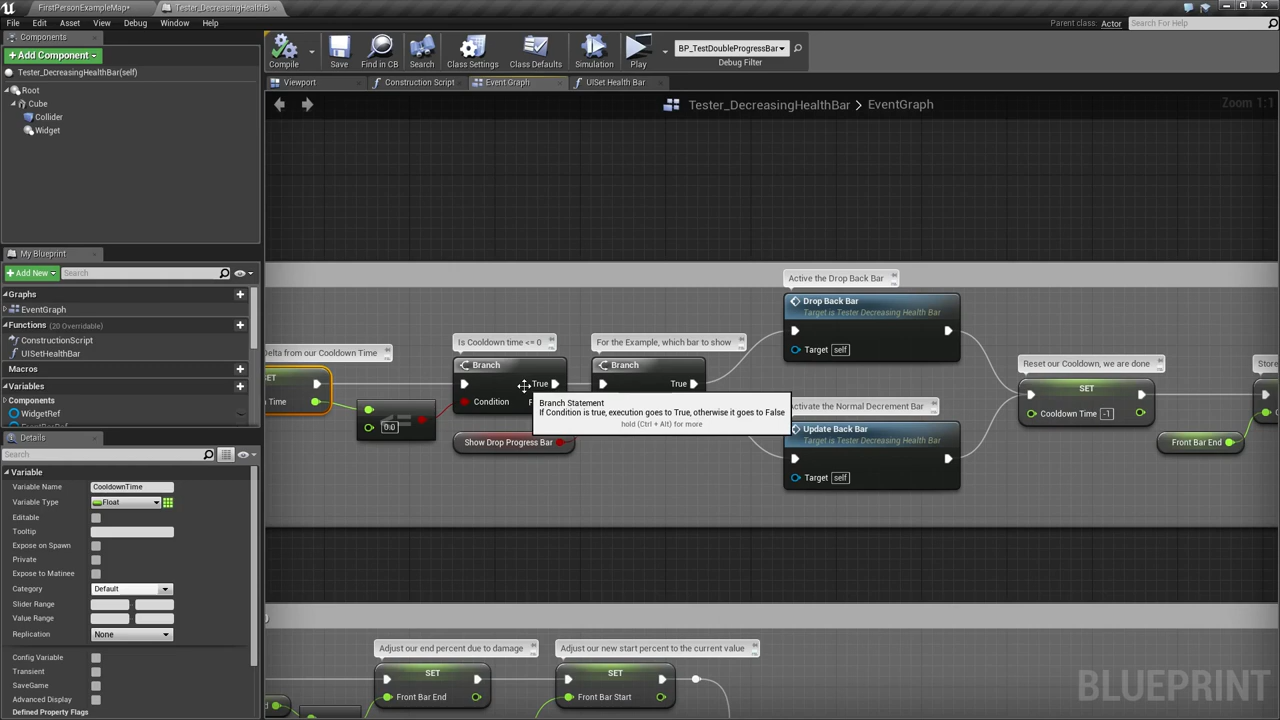 FirstPersonExampleMap*
Tester_DecreasingHealthB
File Edit Asset View Debug Window Help
Parent class: Actor
Search For Help
Components
+Add Component
Compile
Save
Find in CB
Search
Class Settings
Class Defaults
Simulation
Play
BP_TestDoubleProgressBar
Debug Filter
Tester_DecreasingHealthBar(self)
Root
Cube
Collider
Widget
Viewport
Construction Script
Event Graph
UISet Health Bar
Tester_DecreasingHealthBar > EventGraph
Zoom 1:1
My Blueprint
+Add New
Search
Graphs
EventGraph
Functions (20 Overridable)
ConstructionScript
UISetHealthBar
Macros
Variables
Components
WidgetRef
Details
Search
Variable
Variable Name CooldownTime
Variable Type Float
Editable
Tooltip
Expose on Spawn
Private
Expose to Matinee
Category Default
Slider Range
Value Range
Replication None
Config Variable
Transient
SaveGame
Advanced Display
Defined Property Flags
Delta from our Cooldown Time
Is Cooldown time <= 0
Branch
True
Condition
0.0
Show Drop Progress Bar
For the Example, which bar to show
Branch
True
Branch Statement
If Condition is true, execution goes to True, otherwise it goes to False
hold (Ctrl + Alt) for more
Active the Drop Back Bar
Drop Back Bar
Target is Tester Decreasing Health Bar
Target self
Activate the Normal Decrement Bar
Update Back Bar
Target is Tester Decreasing Health Bar
Target self
Reset our Cooldown, we are done
SET
Cooldown Time -1
Front Bar End
Adjust our end percent due to damage
SET
Front Bar End
Adjust our new start percent to the current value
SET
Front Bar Start
BLUEPRINT